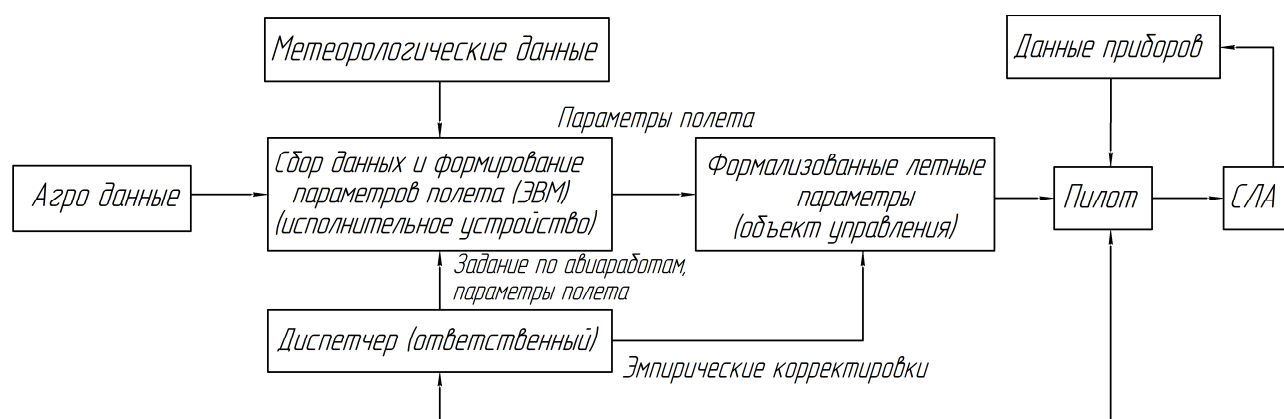 Метеорологические данные
Данные приборов
Параметры полета
Агро данные
Сбор данных и формирование
параметров полета (ЭВМ)
(исполнительное устройство)
Формализованные летные
параметры
(объект управления)
Пилот
СЛА
Задание по авиаработам,
параметры полета
Диспетчер (ответственный)
Эмпирические корректировки